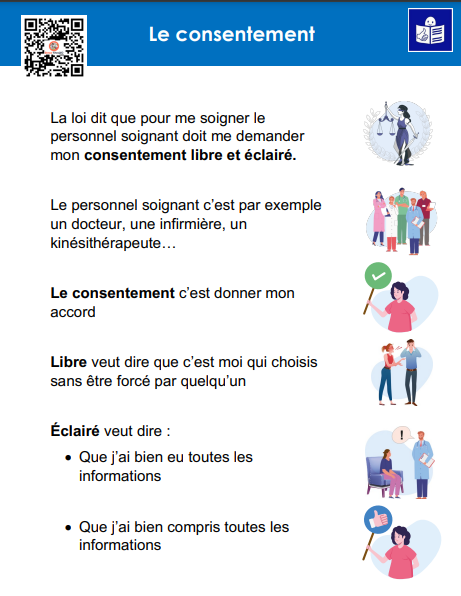 Le consentement
La loi dit que pour me soigner le
personnel soignant doit me demander
mon consentement libre et éclairé.
Le personnel soignant c’est par exemple
un docteur, une infirmière, un
kinésithérapeute…
Le consentement c’est donner mon
accord
Libre veut dire que c’est moi qui choisis
sans être forcé par quelqu’un
Éclairé veut dire :
• Que j’ai bien eu toutes les
informations
!
• Que j’ai bien compris toutes les
informations